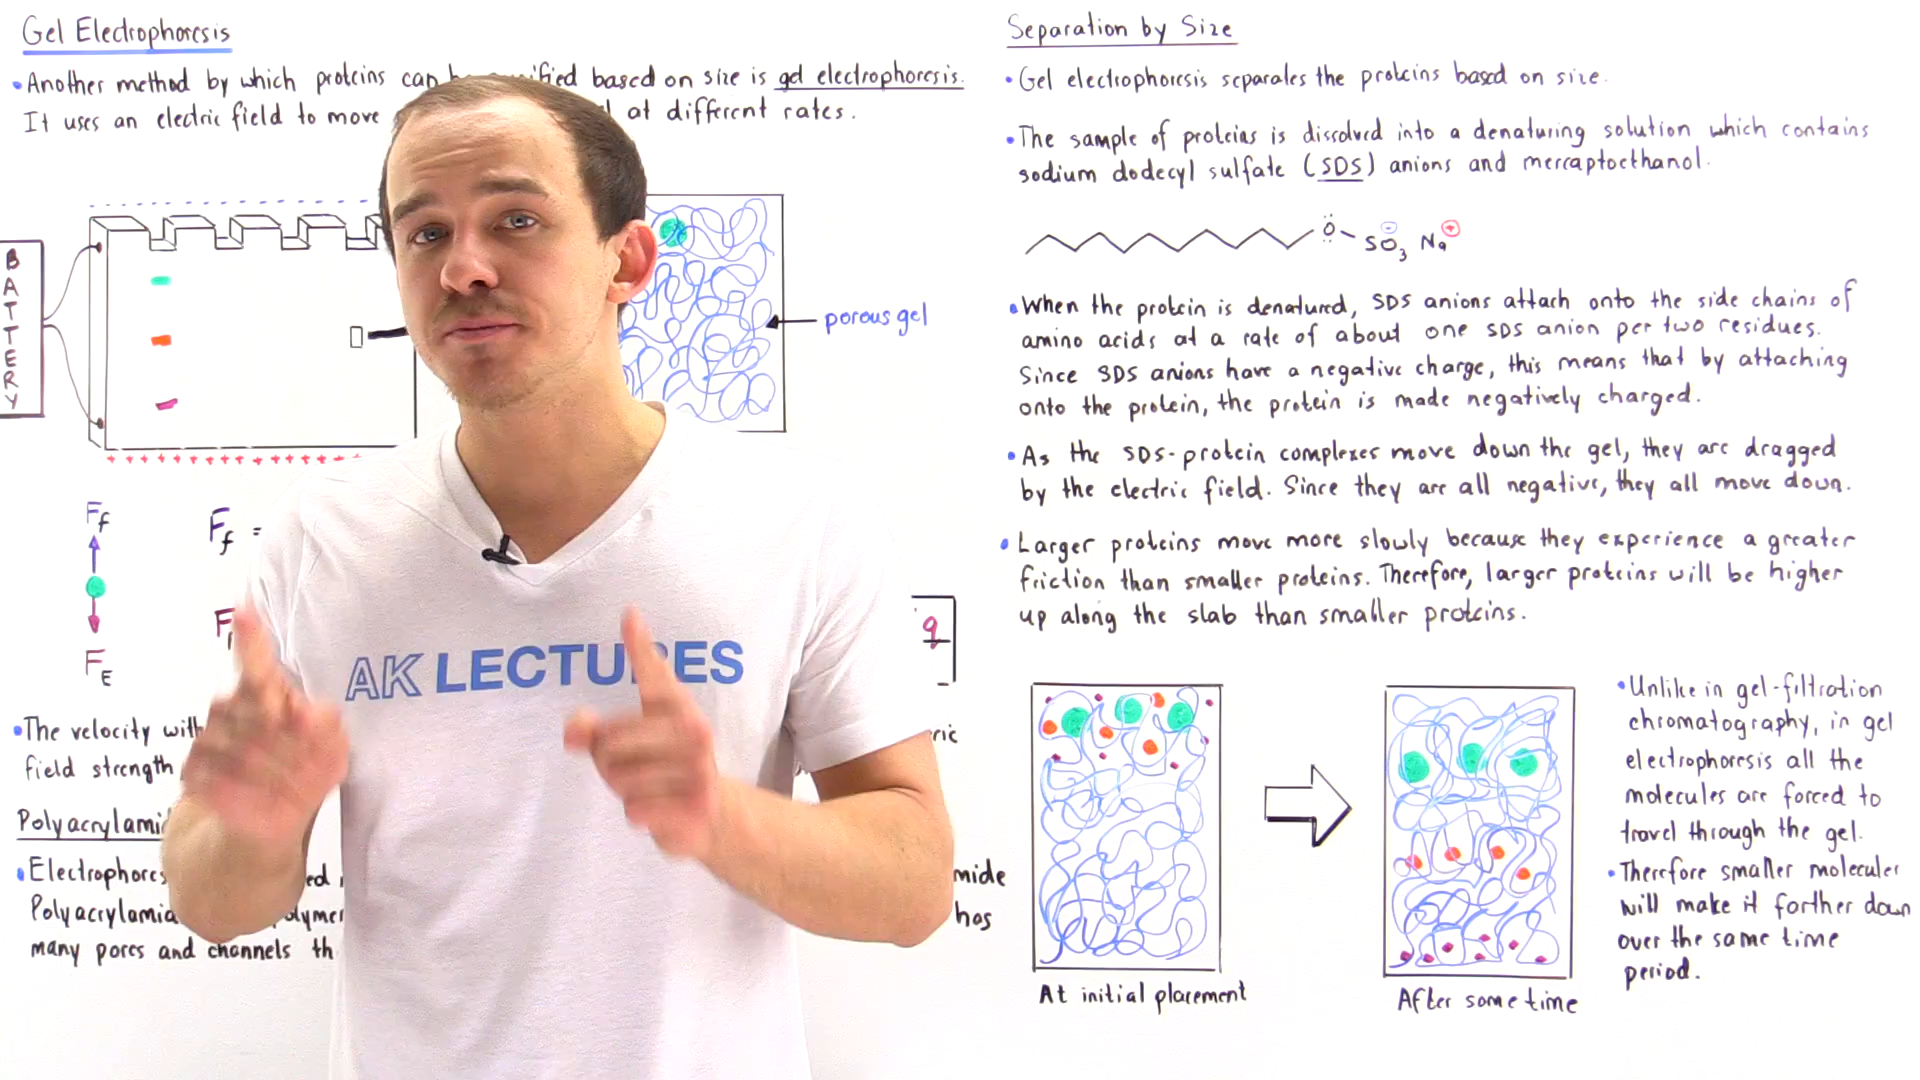 Gel Electrophoresis
• Another method by which proteins can based on size is gel electrophoresis.
It uses an electric field to move at different rates.
BATTERY
porous gel
Ff
FE
Ff =
q
• The velocity with
field strength
• Electrophores
Polyacrylamid
many pores and channels th
AK LECTURES
Separation by Size
• Gel electrophoresis separates the proteins based on size.
• The sample of proteins is dissolved into a denaturing solution which contains
sodium dodecyl sulfate (SDS) anions and mercaptoethanol.
O - SO3 Na
• When the protein is denatured, SDS anions attach onto the side chains of
amino acids at a rate of about one SDS anion per two residues.
Since SDS anions have a negative charge, this means that by attaching
onto the protein, the protein is made negatively charged.
• As the SDS-protein complexes move down the gel, they are dragged
by the electric field. Since they are all negative, they all move down.
• Larger proteins move more slowly because they experience a greater
friction than smaller proteins. Therefore, larger proteins will be higher
up along the slab than smaller proteins.
At initial placement
After some time
• Unlike in gel-filtration
chromatography, in gel
electrophoresis all the
molecules are forced to
travel through the gel.
• Therefore smaller molecules
will make it farther down
over the same time
period.